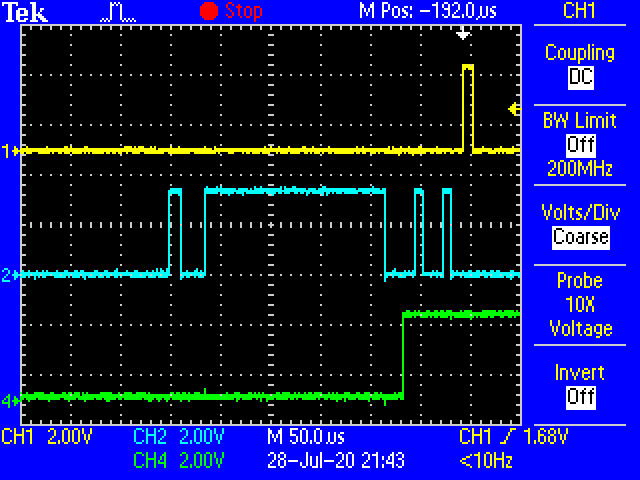 Tek Stop M Pos: -192.0µs CH1
Coupling
DC
BW Limit
Off
200MHz
Volts/Div
Coarse
Probe
10X
Voltage
Invert
Off
1
2
4
CH1 2.00V CH2 2.00V M 50.0µs CH1 1.68V
CH4 2.00V 28-Jul-20 21:43 <10Hz